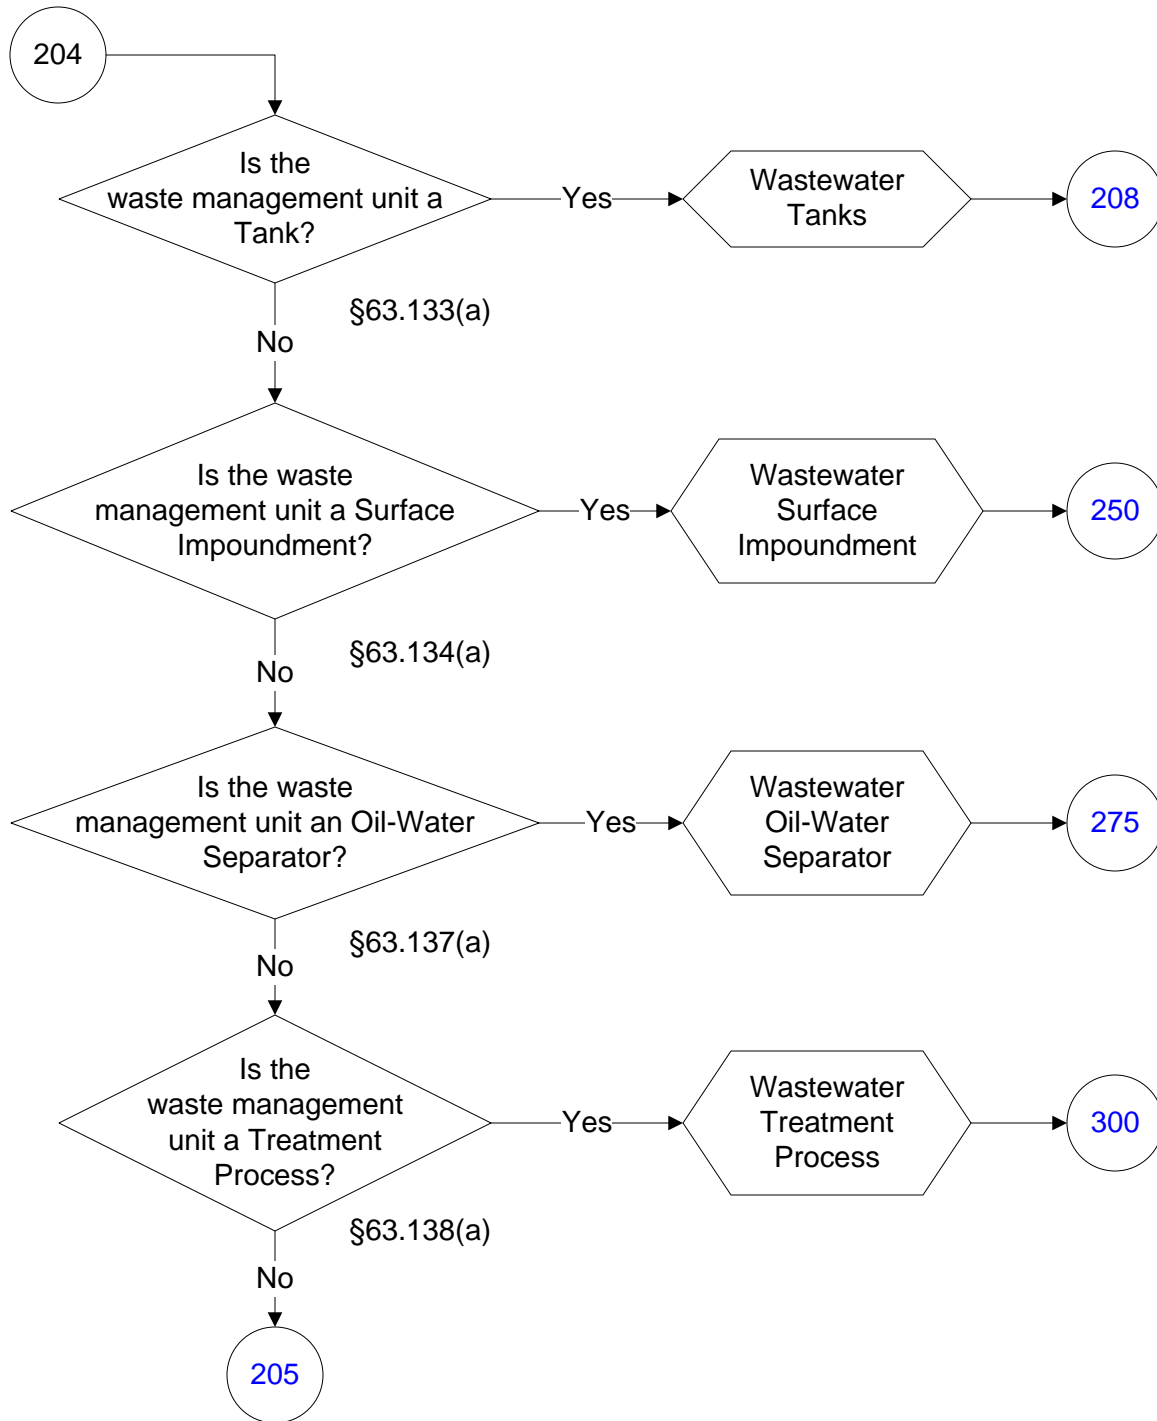 204
Is the
waste management unit a
Tank?
Yes
Wastewater
Tanks
208
§63.133(a)
No
Is the waste
management unit a Surface
Impoundment?
Yes
Wastewater
Surface
Impoundment
250
§63.134(a)
No
Is the waste
management unit an Oil-Water
Separator?
Yes
Wastewater
Oil-Water
Separator
275
§63.137(a)
No
Is the
waste management
unit a Treatment
Process?
Yes
Wastewater
Treatment
Process
300
§63.138(a)
No
205